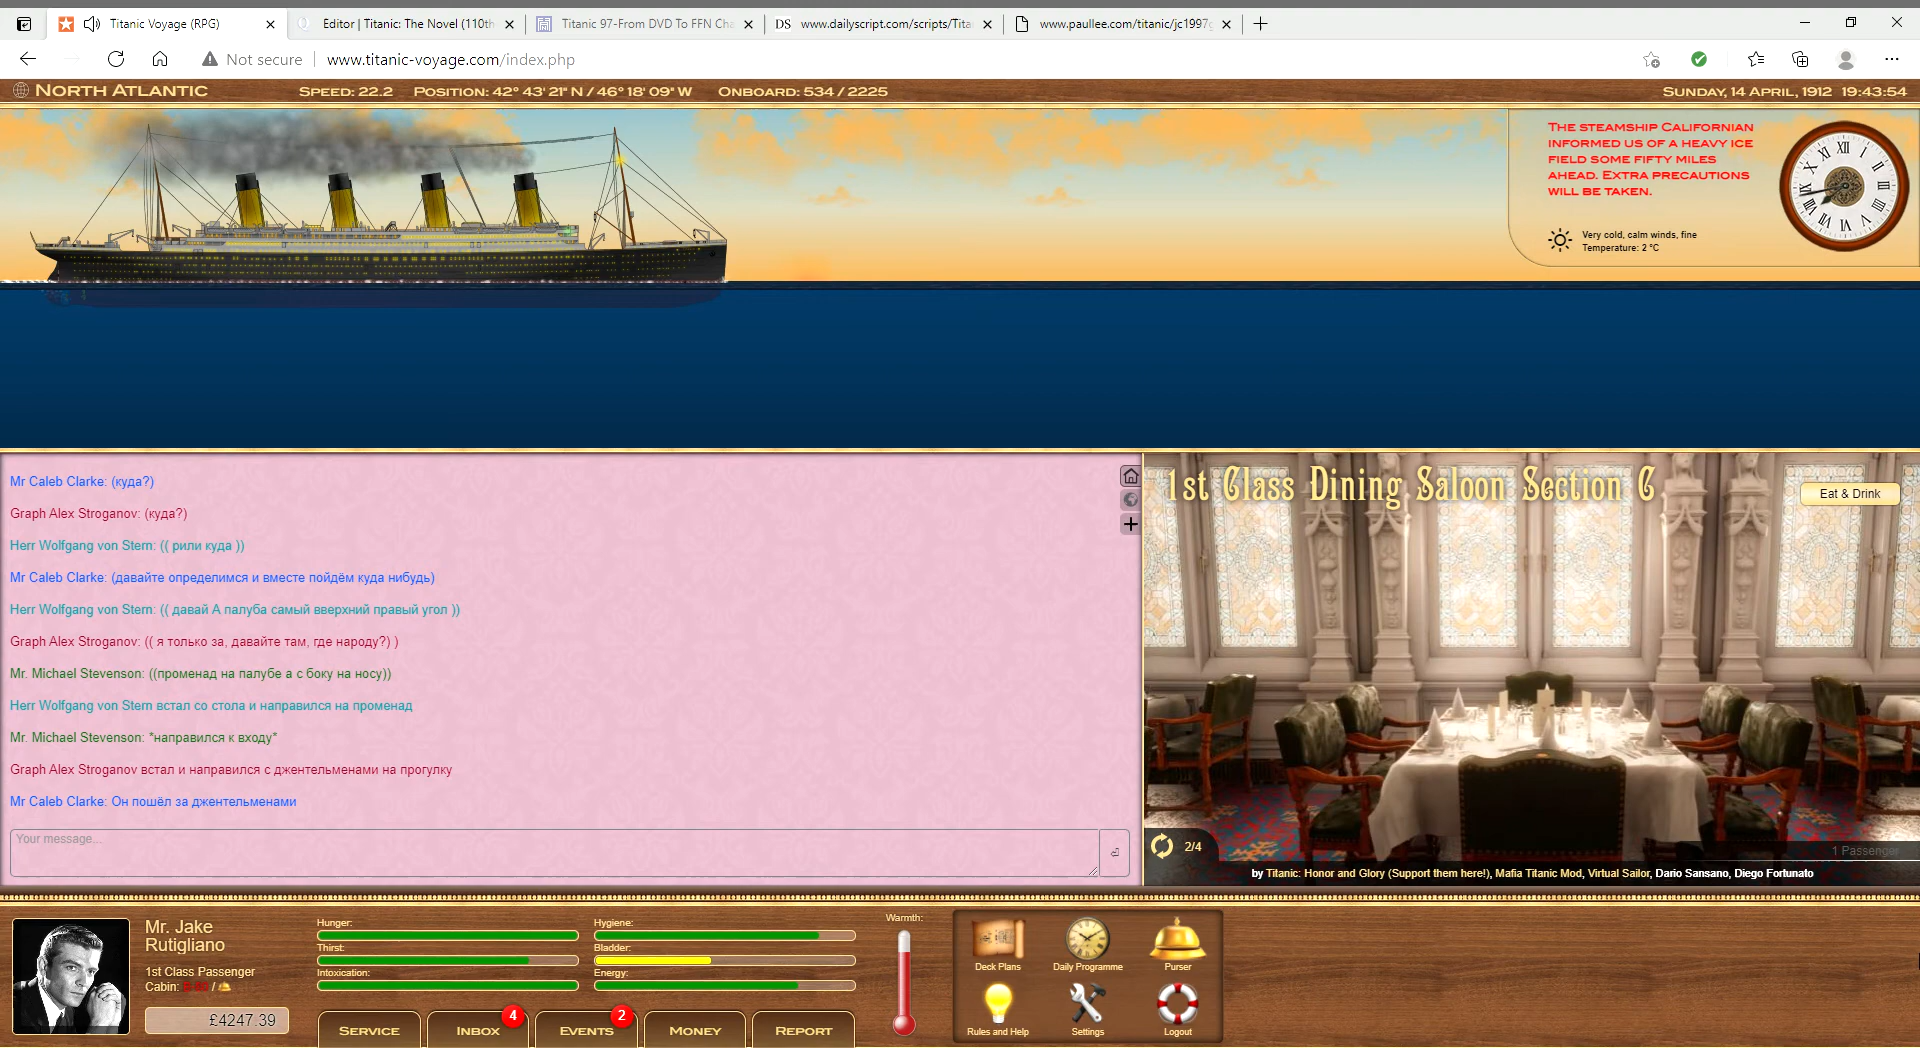 Titanic Voyage (RPG)
Editor | Titanic: The Novel (110th
Titanic 97-From DVD To FFN Cha
DS www.dailyscript.com/scripts/Tita
www.paullee.com/titanic/jc1997g
Not secure
www.titanic-voyage.com/index.php
North Atlantic
Speed: 22.2
Position: 42° 43' 21" N / 46° 18' 09" W
Onboard: 534 / 2225
Sunday, 14 April, 1912 19:43:54
The steamship Californian
informed us of a heavy ice
field some fifty miles
ahead. Extra precautions
will be taken.
Very cold, calm winds, fine
Temperature: 2 °C
XII
I
II
III
V
VI
VII
IX
X
XI
Mr Caleb Clarke: (куда?)
Graph Alex Stroganov: (куда?)
Herr Wolfgang von Stern: (( рили куда ))
Mr Caleb Clarke: (давайте определимся и вместе пойдём куда нибудь)
Herr Wolfgang von Stern: (( давай А палуба самый вверхний правый угол ))
Graph Alex Stroganov: (( я только за, давайте там, где народу?) )
Mr. Michael Stevenson: ((променад на палубе а с боку на носу))
Herr Wolfgang von Stern встал со стола и направился на променад
Mr. Michael Stevenson: *направился к входу*
Graph Alex Stroganov встал и направился с джентельменами на прогулку
Mr Caleb Clarke: Он пошёл за джентельменами
Your message...
1st Class Dining Saloon Section C
Eat & Drink
2/4
1 Passenger
by Titanic: Honor and Glory (Support them here!), Mafia Titanic Mod, Virtual Sailor, Dario Sansano, Diego Fortunato
Mr. Jake
Rutigliano
1st Class Passenger
Cabin: /
£4247.39
Hunger:
Thirst:
Intoxication:
Hygiene:
Bladder:
Energy:
Warmth:
Service
Inbox
4
Events
2
Money
Report
Deck Plans
Daily Programme
Purser
Rules and Help
Settings
Logout